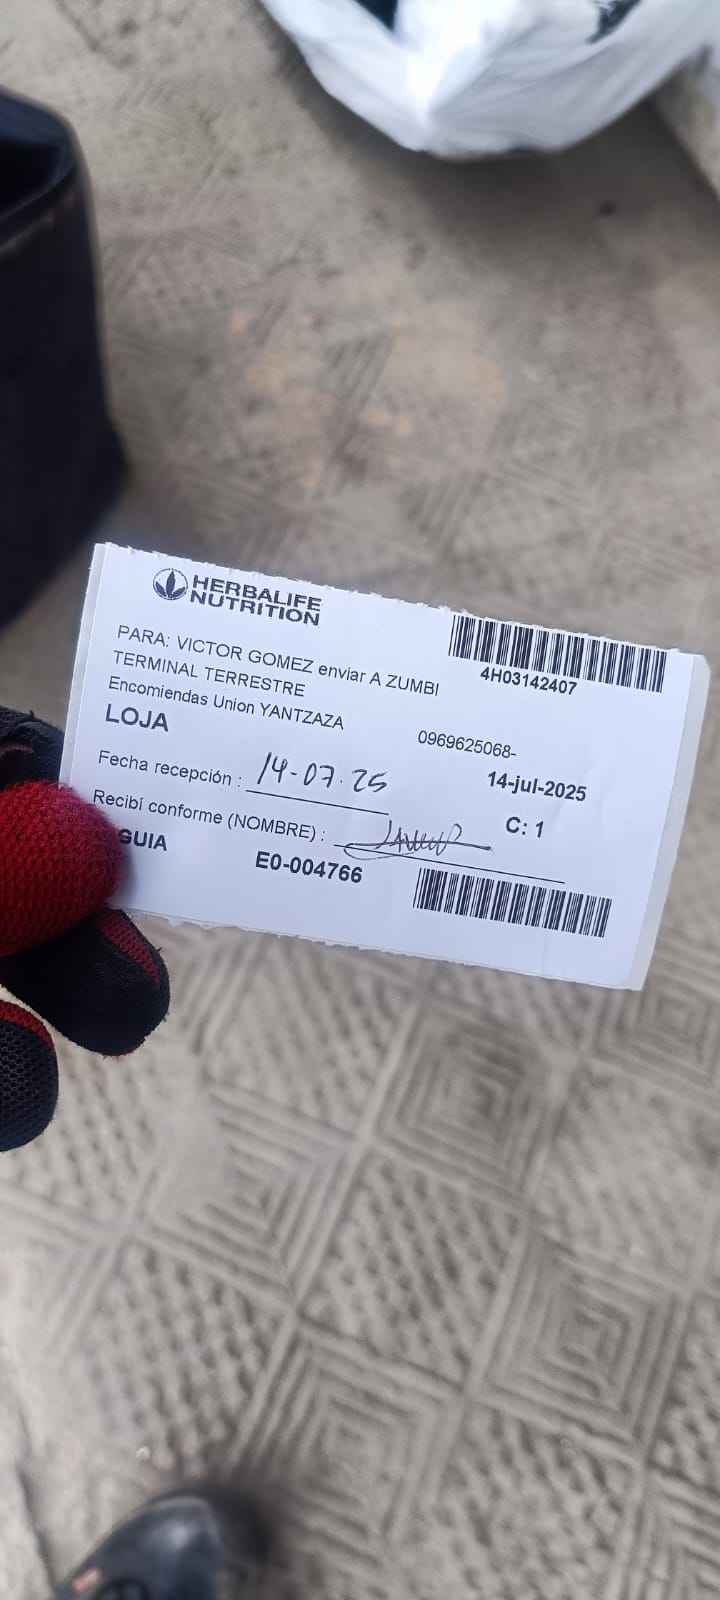 HERBALIFE
NUTRITION
4H03142407
PARA: VICTOR GOMEZ enviar A ZUMBI
TERMINAL TERRESTRE
Encomiendas Union YANTZAZA
0969625068-
LOJA
14-jul-2025
Fecha recepción : 14-07-25
C: 1
Recibí conforme (NOMBRE) :
GUIA E0-004766